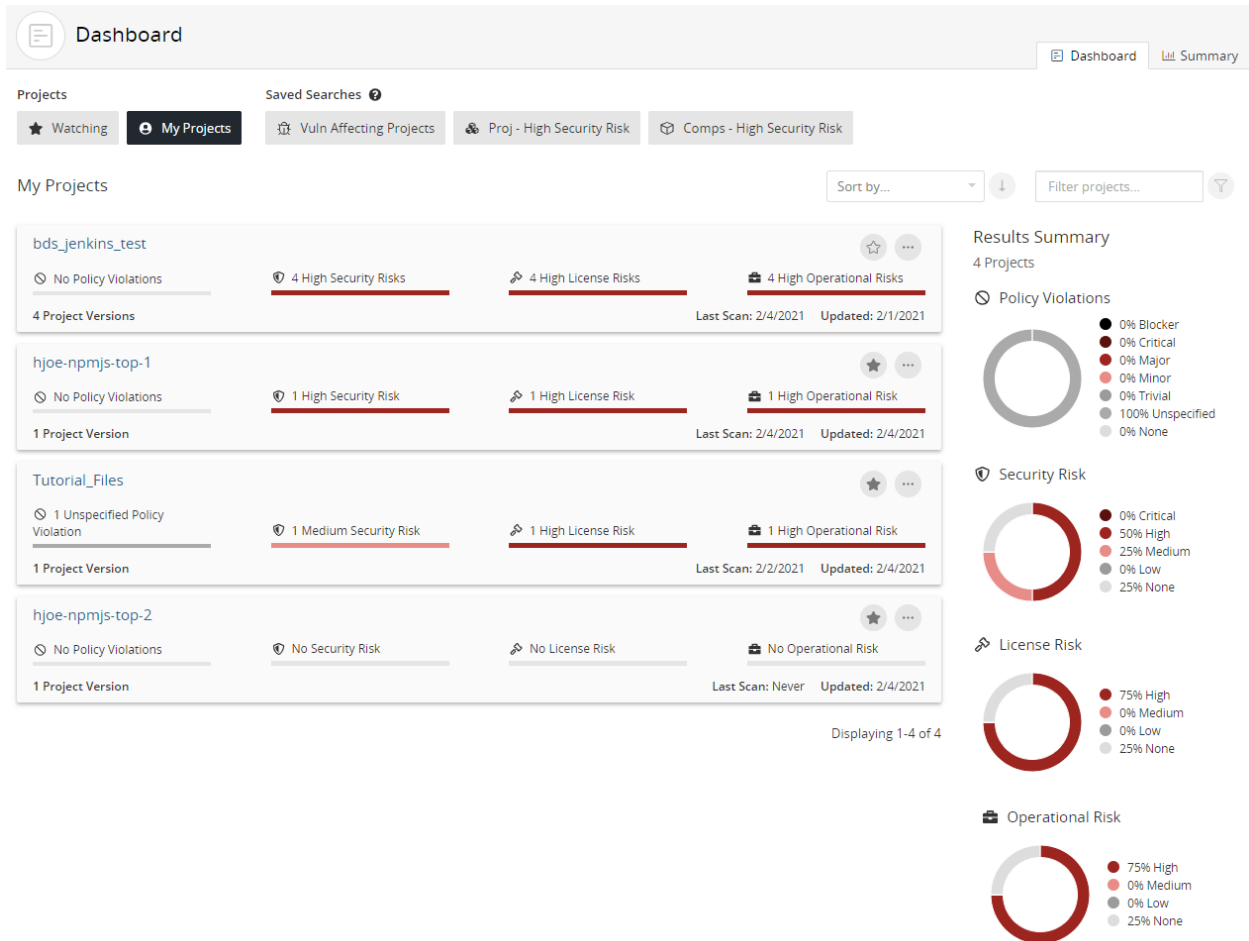 Dashboard
Dashboard Summary
Projects Saved Searches ?
Watching My Projects Vuln Affecting Projects Proj - High Security Risk Comps - High Security Risk
My Projects Sort by... Filter projects...
bds_jenkins_test
No Policy Violations 4 High Security Risks 4 High License Risks 4 High Operational Risks
4 Project Versions Last Scan: 2/4/2021 Updated: 2/1/2021
hjoe-npmjs-top-1
No Policy Violations 1 High Security Risk 1 High License Risk 1 High Operational Risk
1 Project Version Last Scan: 2/4/2021 Updated: 2/4/2021
Tutorial_Files
1 Unspecified Policy
Violation 1 Medium Security Risk 1 High License Risk 1 High Operational Risk
1 Project Version Last Scan: 2/2/2021 Updated: 2/4/2021
hjoe-npmjs-top-2
No Policy Violations No Security Risk No License Risk No Operational Risk
1 Project Version Last Scan: Never Updated: 2/4/2021
Displaying 1-4 of 4
Results Summary
4 Projects
Policy Violations
0% Blocker
0% Critical
0% Major
0% Minor
0% Trivial
100% Unspecified
0% None
Security Risk
0% Critical
50% High
25% Medium
0% Low
25% None
License Risk
75% High
0% Medium
0% Low
25% None
Operational Risk
75% High
0% Medium
0% Low
25% None